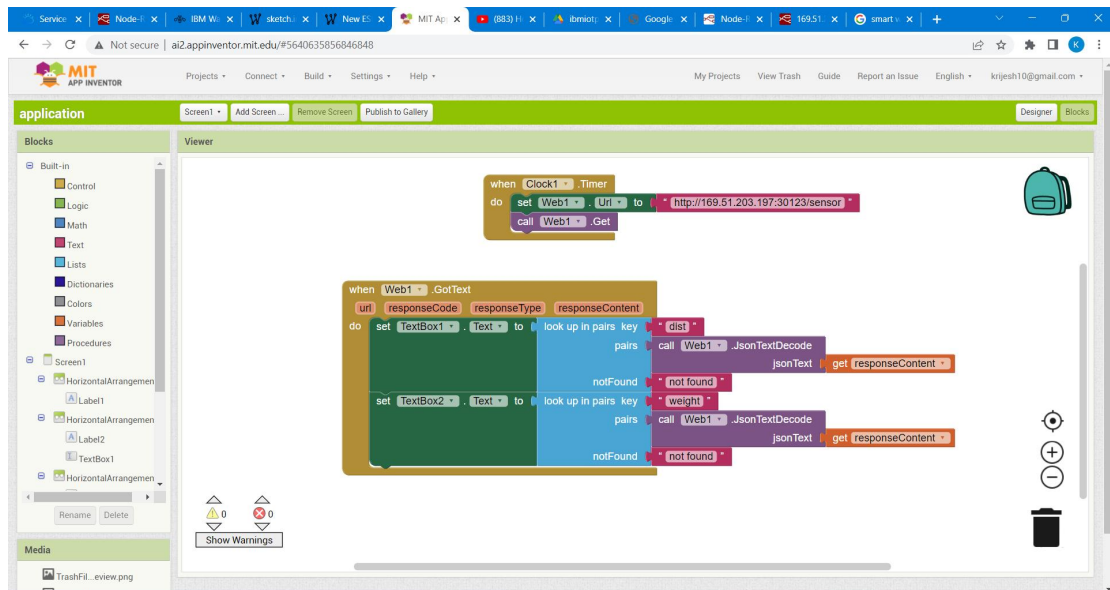 Service
Node-R
IBM Wa
sketch
New ES
MIT Ap
(883) H
ibmiotp
Google
Node-R
169.51.
smart w
Not secure | ai2.appinventor.mit.edu/#5640635856846848
K
MIT
APP INVENTOR
Projects
Connect
Build
Settings
Help
My Projects
View Trash
Guide
Report an Issue
English
krijesh10@gmail.com
application
Screen1
Add Screen ...
Remove Screen
Publish to Gallery
Designer
Blocks
Blocks
Viewer
Built-in
Control
Logic
Math
Text
Lists
Dictionaries
Colors
Variables
Procedures
Screen1
HorizontalArrangemen
Label1
HorizontalArrangemen
Label2
TextBox1
HorizontalArrangemen
Rename
Delete
Media
TrashFil...eview.png
when Clock1 .Timer
do set Web1 . Url to " http://169.51.203.197:30123/sensor "
call Web1 .Get
when Web1 .GotText
url responseCode responseType responseContent
do set TextBox1 . Text to look up in pairs key " dist "
pairs call Web1 .JsonTextDecode
jsonText get responseContent
notFound " not found "
set TextBox2 . Text to look up in pairs key " weight "
pairs call Web1 .JsonTextDecode
jsonText get responseContent
notFound " not found "
0
0
Show Warnings